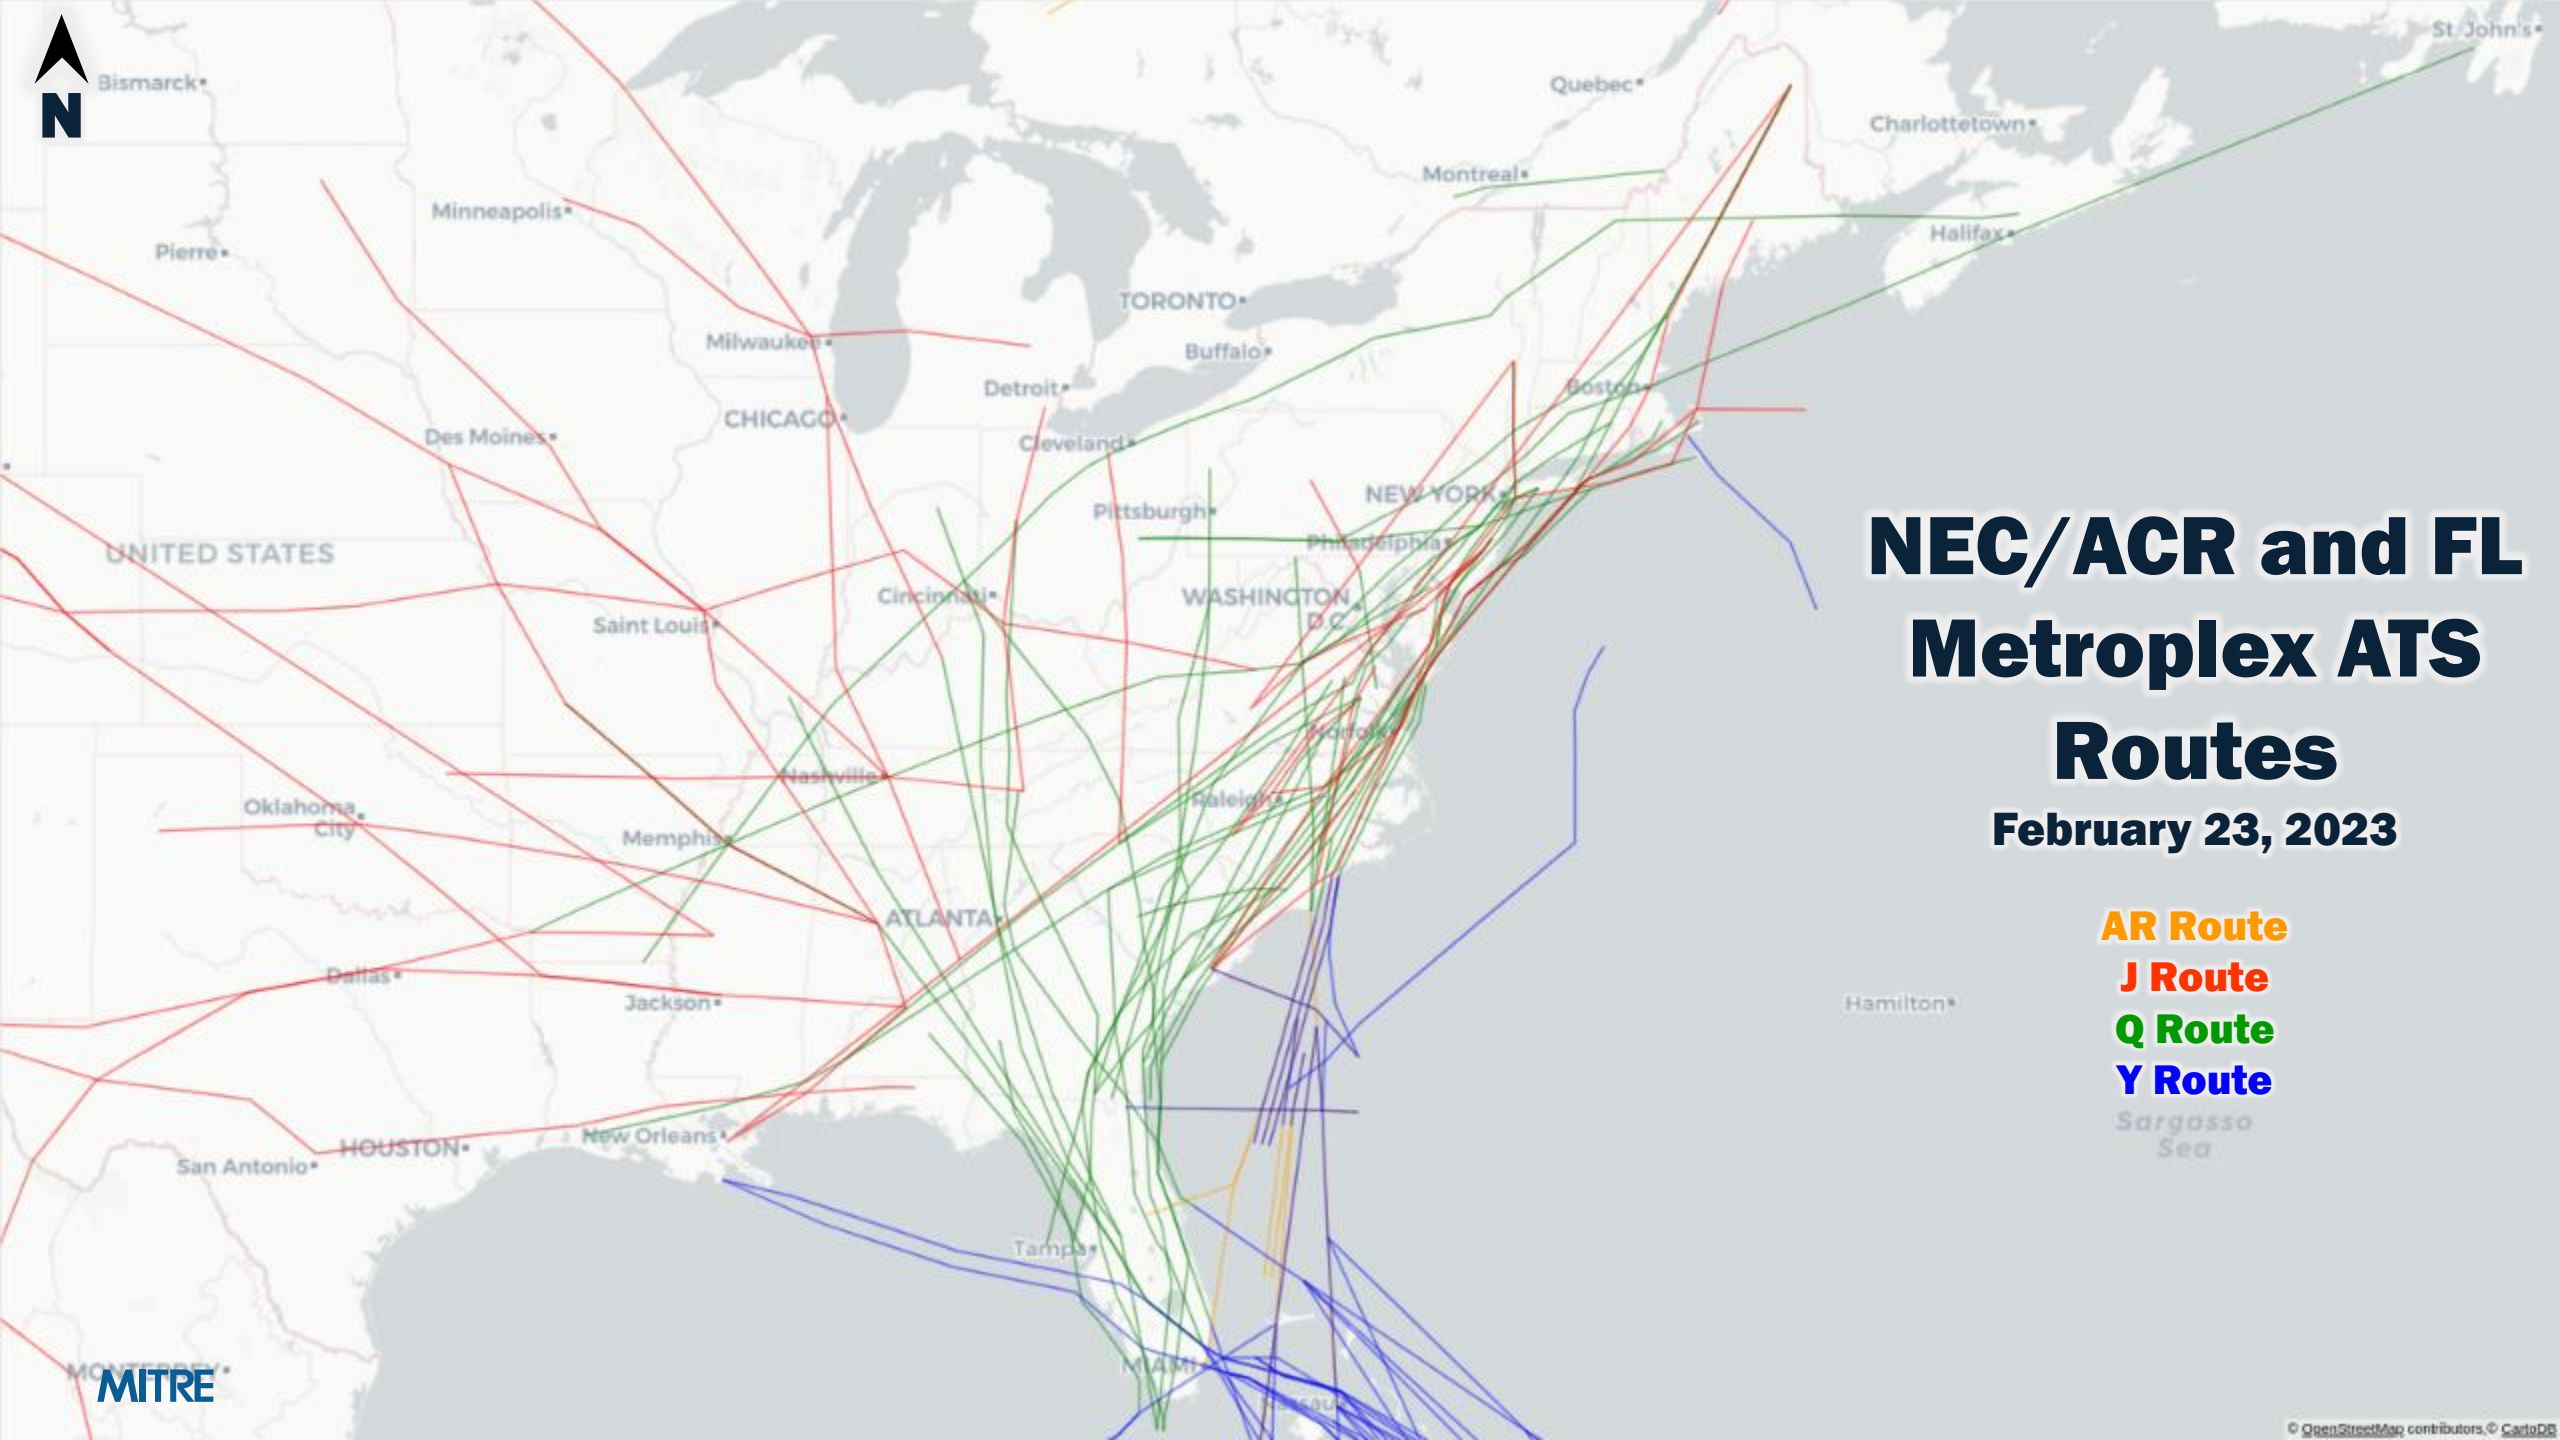 N
Bismarck
St. John's
Quebec
Charlottetown
Montreal
Minneapolis
Pierre
Halifax
TORONTO
Milwaukee
Buffalo
Detroit
Boston
CHICAGO
Des Moines
Cleveland
NEW YORK
Pittsburgh
Philadelphia
UNITED STATES
Cincinnati
WASHINGTON
D.C.
Saint Louis
Norfolk
Nashville
Raleigh
Oklahoma
City
Memphis
ATLANTA
Dallas
Jackson
Hamilton
New Orleans
HOUSTON
San Antonio
Tampa
MIAMI
MONTERREY
Nassau
MITRE
NEC/ACR and FL
Metroplex ATS
Routes
February 23, 2023
AR Route
J Route
Q Route
Y Route
Sargasso
Sea
© OpenStreetMap contributors,© CartoDB